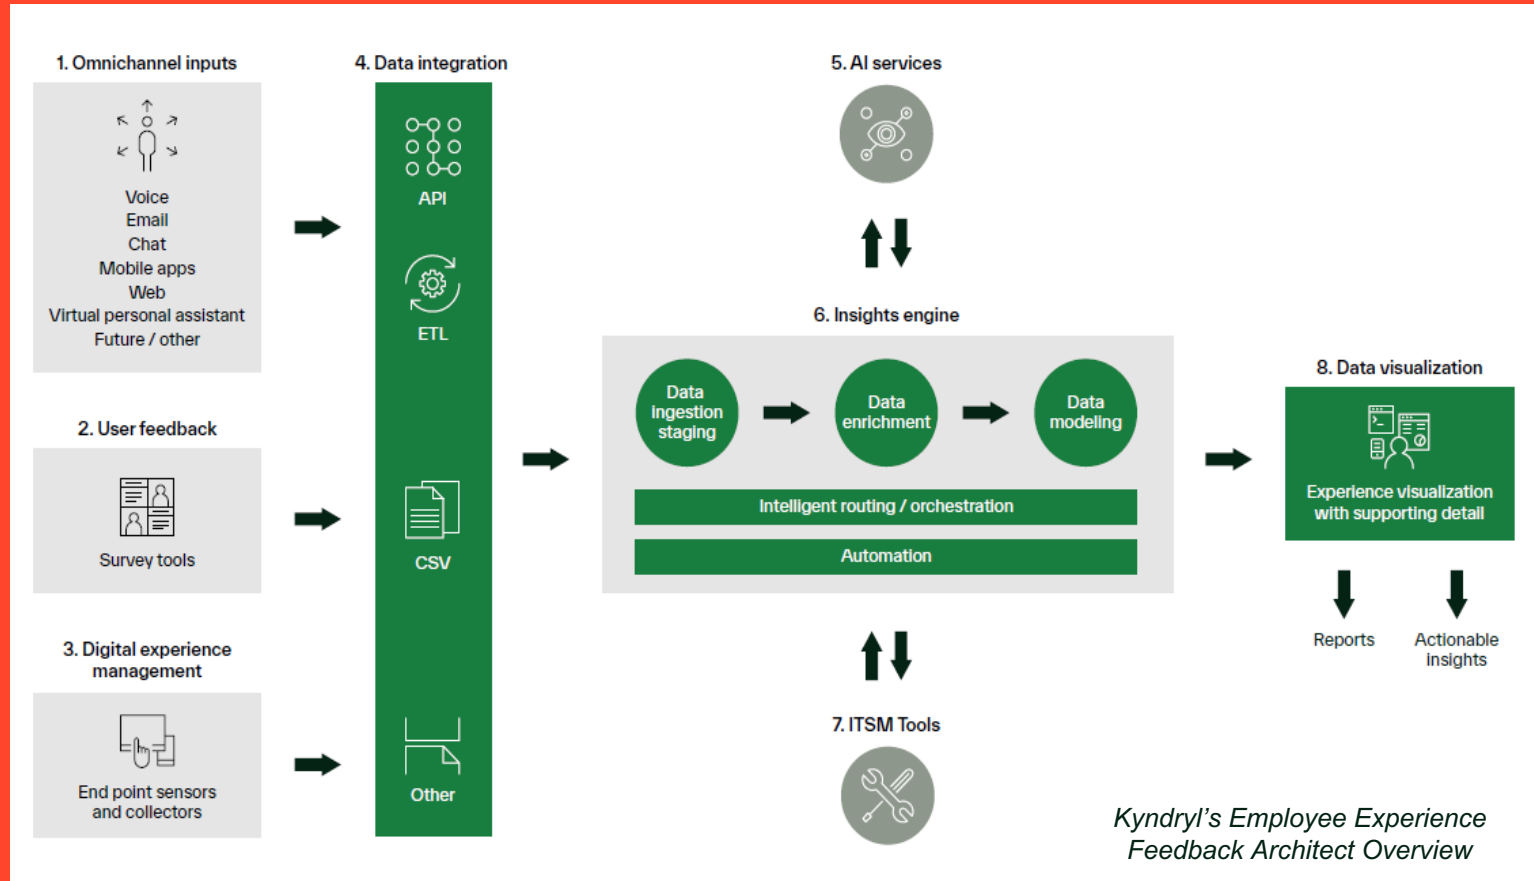 1. Omnichannel inputs
Voice
Email
Chat
Mobile apps
Web
Virtual personal assistant
Future / other
2. User feedback
Survey tools
3. Digital experience
management
End point sensors
and collectors
4. Data integration
API
ETL
CSV
Other
5. AI services
6. Insights engine
Data
ingestion
staging
Data
enrichment
Data
modeling
Intelligent routing / orchestration
Automation
7. ITSM Tools
8. Data visualization
Experience visualization
with supporting detail
Reports
Actionable
insights
Kyndryl's Employee Experience
Feedback Architect Overview